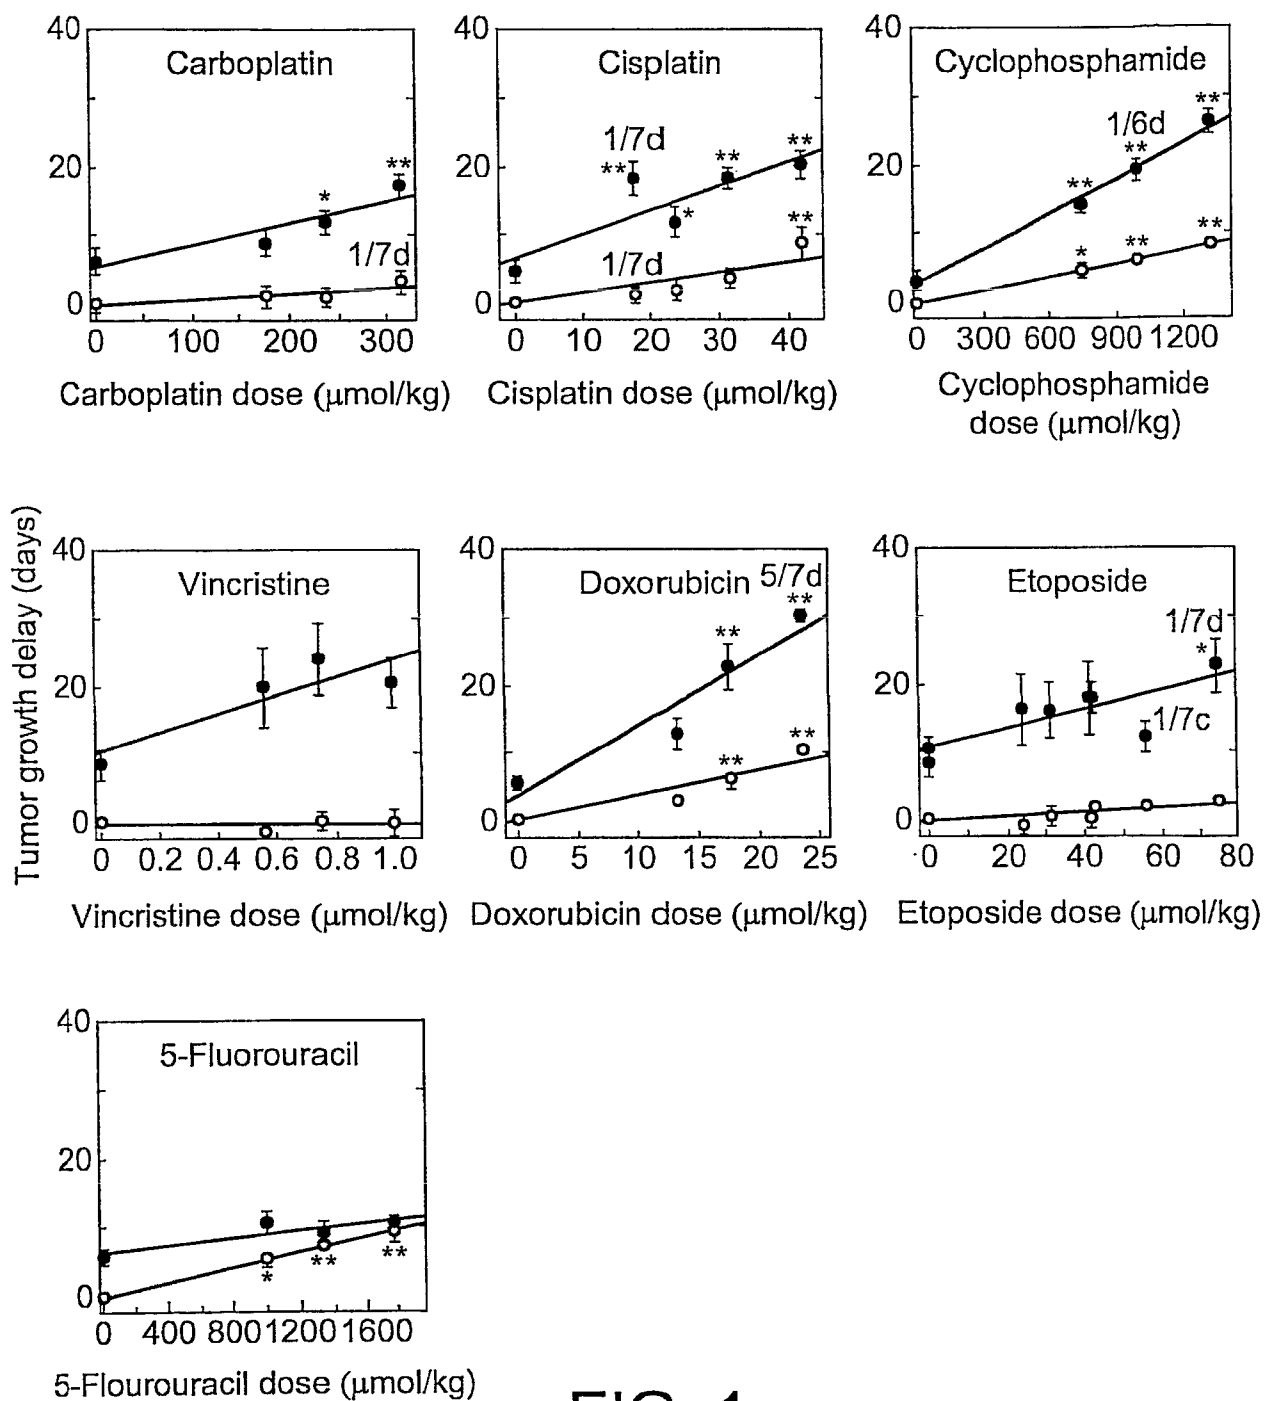 40
Carboplatin
20
**
*
1/7d
0
0 100 200 300
Carboplatin dose (μmol/kg)
40
Cisplatin
1/7d
**
**
**
20
*
**
1/7d
0
0 10 20 30 40
Cisplatin dose (μmol/kg)
40
Cyclophosphamide
**
1/6d
**
**
20
*
**
**
0
0 300 600 900 1200
Cyclophosphamide
dose (μmol/kg)
Tumor growth delay (days)
40
Vincristine
20
0
0 0.2 0.4 0.6 0.8 1.0
Vincristine dose (μmol/kg)
40
Doxorubicin 5/7d
**
**
20
**
**
0
0 5 10 15 20 25
Doxorubicin dose (μmol/kg)
40
Etoposide
1/7d
*
20
1/7c
0
0 20 40 60 80
Etoposide dose (μmol/kg)
40
5-Fluorouracil
20
*
**
**
0
0 400 800 1200 1600
5-Flourouracil dose (μmol/kg)